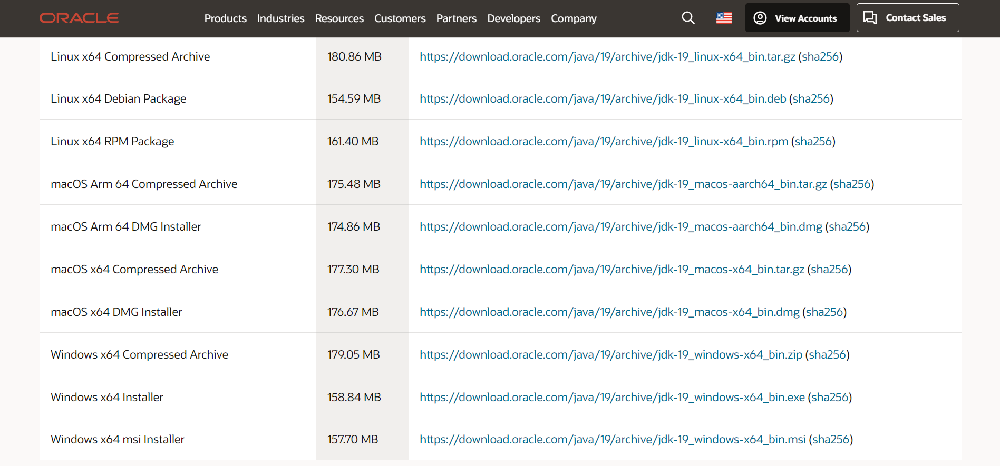 ORACLE
Products Industries Resources Customers Partners Developers Company
View Accounts
Contact Sales
Linux x64 Compressed Archive 180.86 MB https://download.oracle.com/java/19/archive/jdk-19_linux-x64_bin.tar.gz (sha256)
Linux x64 Debian Package 154.59 MB https://download.oracle.com/java/19/archive/jdk-19_linux-x64_bin.deb (sha256)
Linux x64 RPM Package 161.40 MB https://download.oracle.com/java/19/archive/jdk-19_linux-x64_bin.rpm (sha256)
macOS Arm 64 Compressed Archive 175.48 MB https://download.oracle.com/java/19/archive/jdk-19_macos-aarch64_bin.tar.gz (sha256)
macOS Arm 64 DMG Installer 174.86 MB https://download.oracle.com/java/19/archive/jdk-19_macos-aarch64_bin.dmg (sha256)
macOS x64 Compressed Archive 177.30 MB https://download.oracle.com/java/19/archive/jdk-19_macos-x64_bin.tar.gz (sha256)
macOS x64 DMG Installer 176.67 MB https://download.oracle.com/java/19/archive/jdk-19_macos-x64_bin.dmg (sha256)
Windows x64 Compressed Archive 179.05 MB https://download.oracle.com/java/19/archive/jdk-19_windows-x64_bin.zip (sha256)
Windows x64 Installer 158.84 MB https://download.oracle.com/java/19/archive/jdk-19_windows-x64_bin.exe (sha256)
Windows x64 msi Installer 157.70 MB https://download.oracle.com/java/19/archive/jdk-19_windows-x64_bin.msi (sha256)